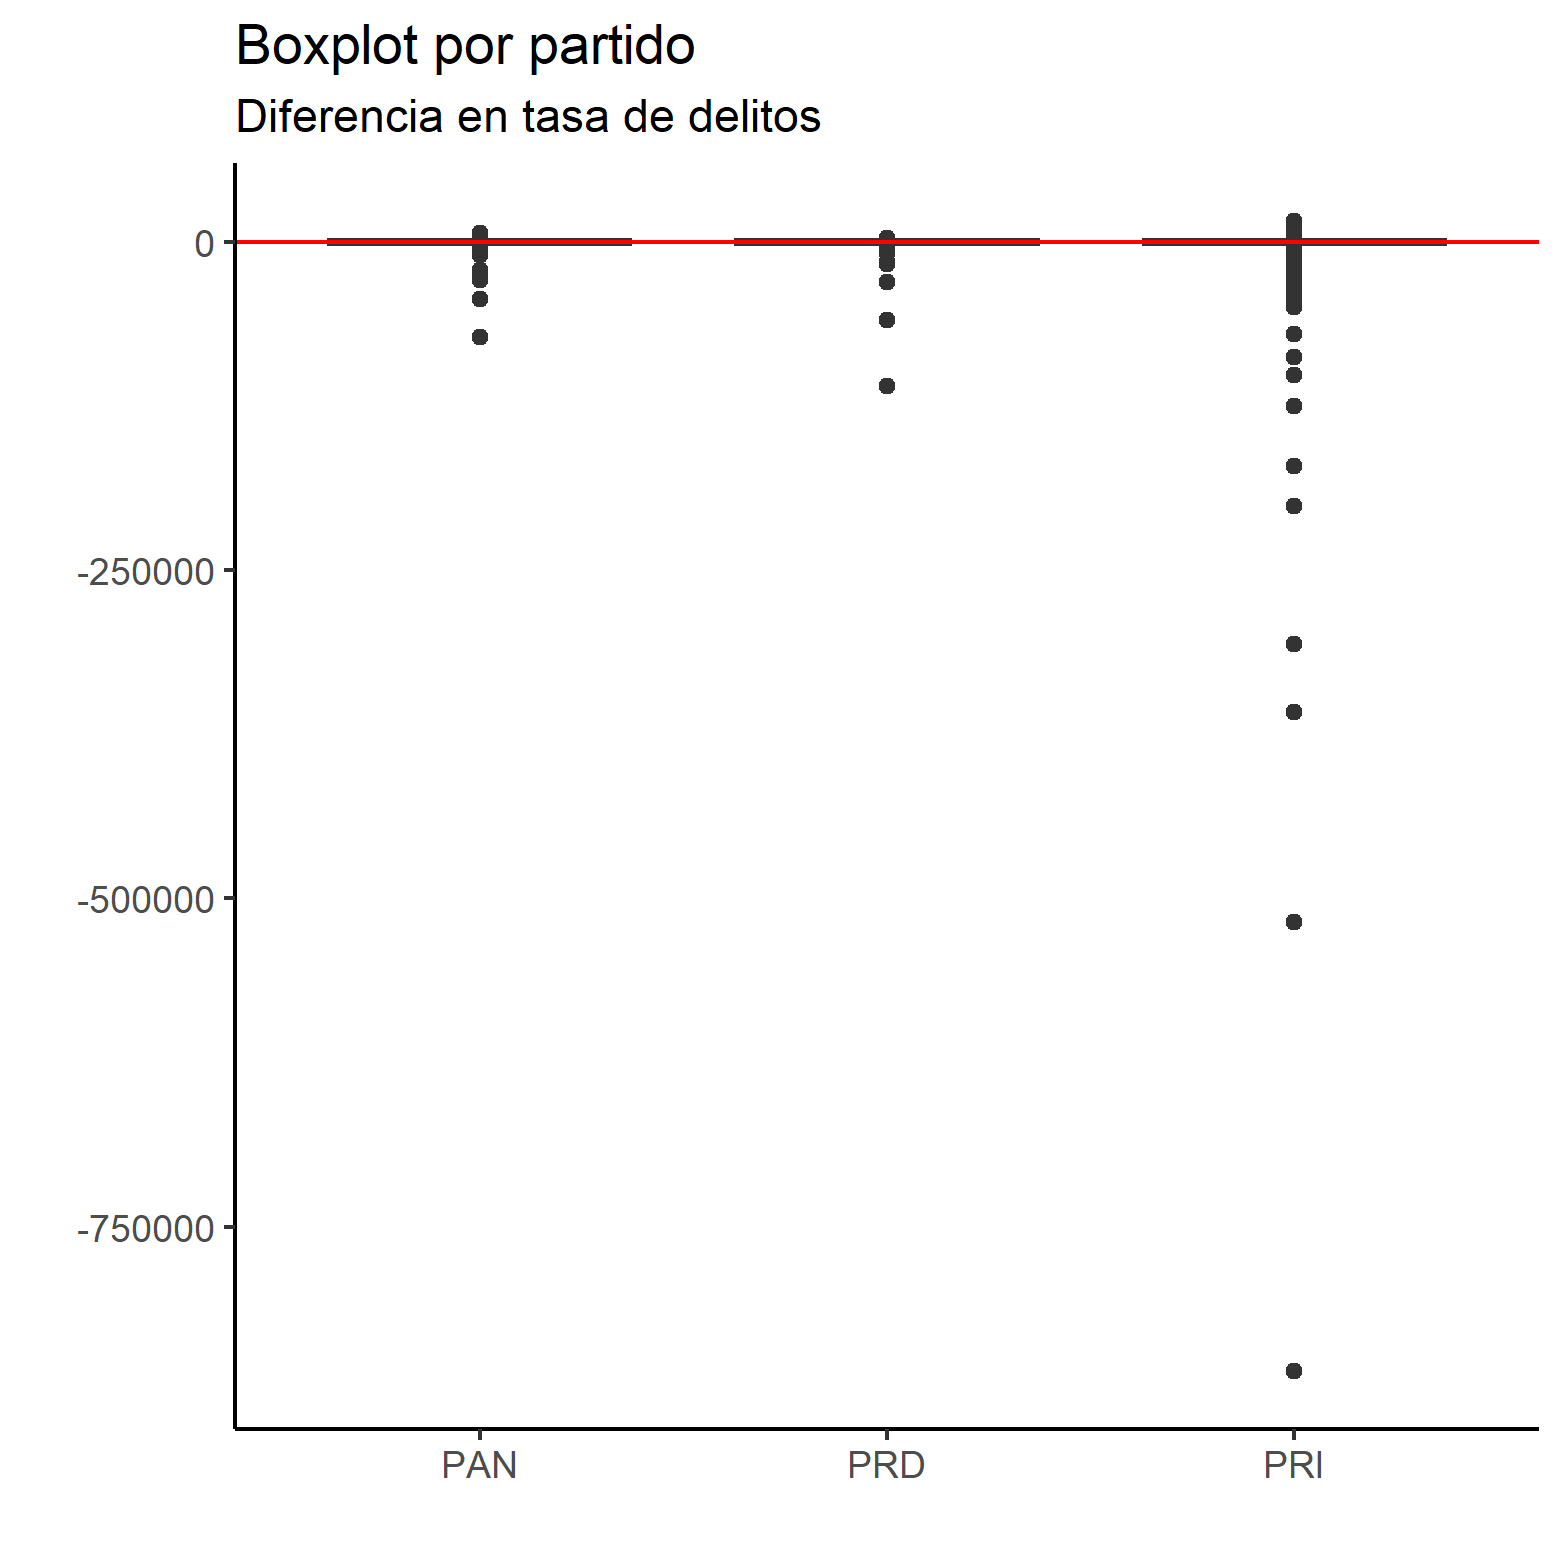 Boxplot por partido
Diferencia en tasa de delitos
0
-250000
-500000
-750000
PAN PRD PRI